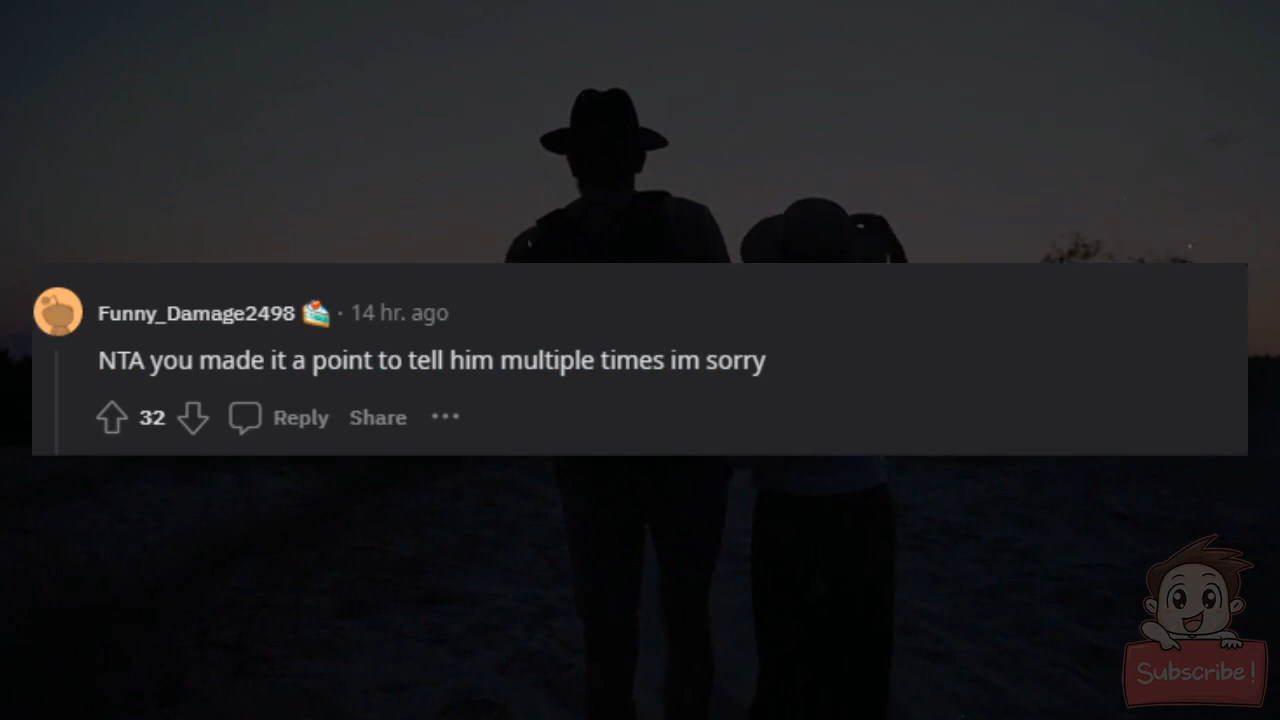 Funny_Damage2498 🍰 · 14 hr. ago
NTA you made it a point to tell him multiple times im sorry
32 Reply Share ···
Subscribe!